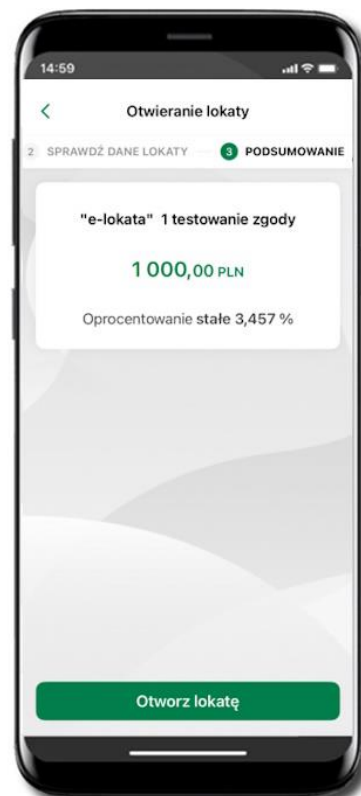 14:59
Otwieranie lokaty
2 SPRAWDŹ DANE LOKATY 3 PODSUMOWANIE
"e-lokata" 1 testowanie zgody
1 000,00 PLN
Oprocentowanie stałe 3,457 %
Otworz lokatę